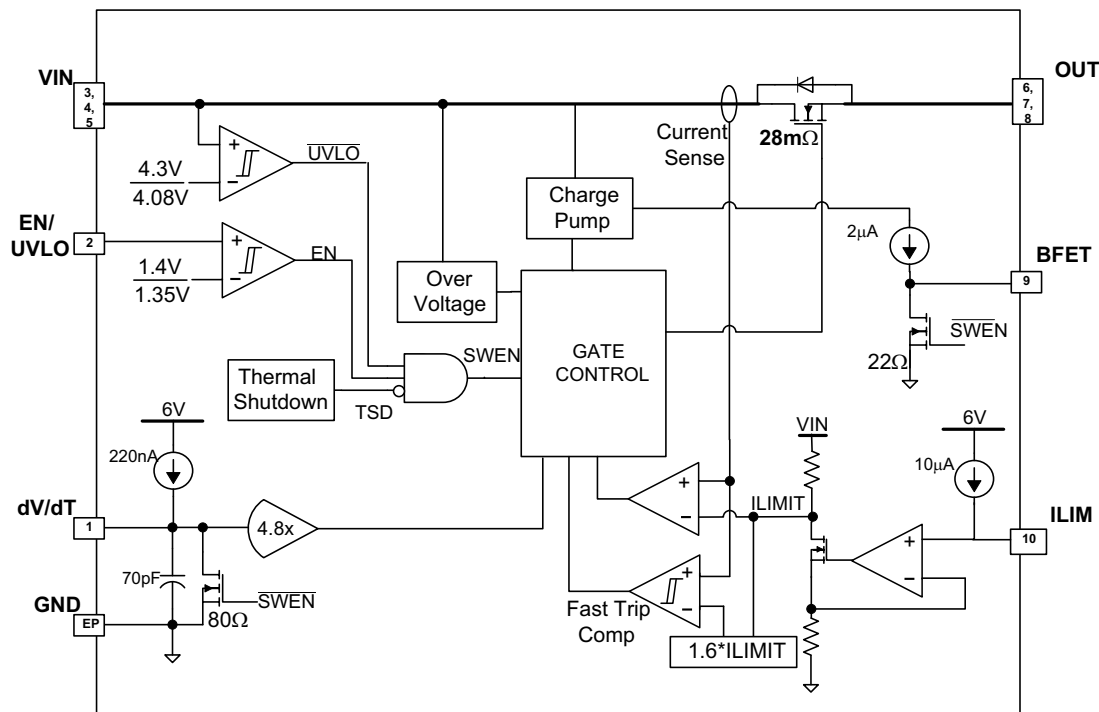 VIN
3,
4,
5
OUT
6,
7,
8
Current
Sense
28mΩ
UVLO
4.3V
4.08V
Charge
Pump
EN/
UVLO
2
2μA
BFET
9
1.4V
1.35V
EN
Over
Voltage
SWEN
22Ω
SWEN
GATE
CONTROL
Thermal
Shutdown
TSD
6V
220nA
VIN
6V
10μA
dV/dT
1
4.8x
ILIMIT
ILIM
10
+
−
70pF
SWEN
80Ω
GND
EP
Fast Trip
Comp
1.6*ILIMIT